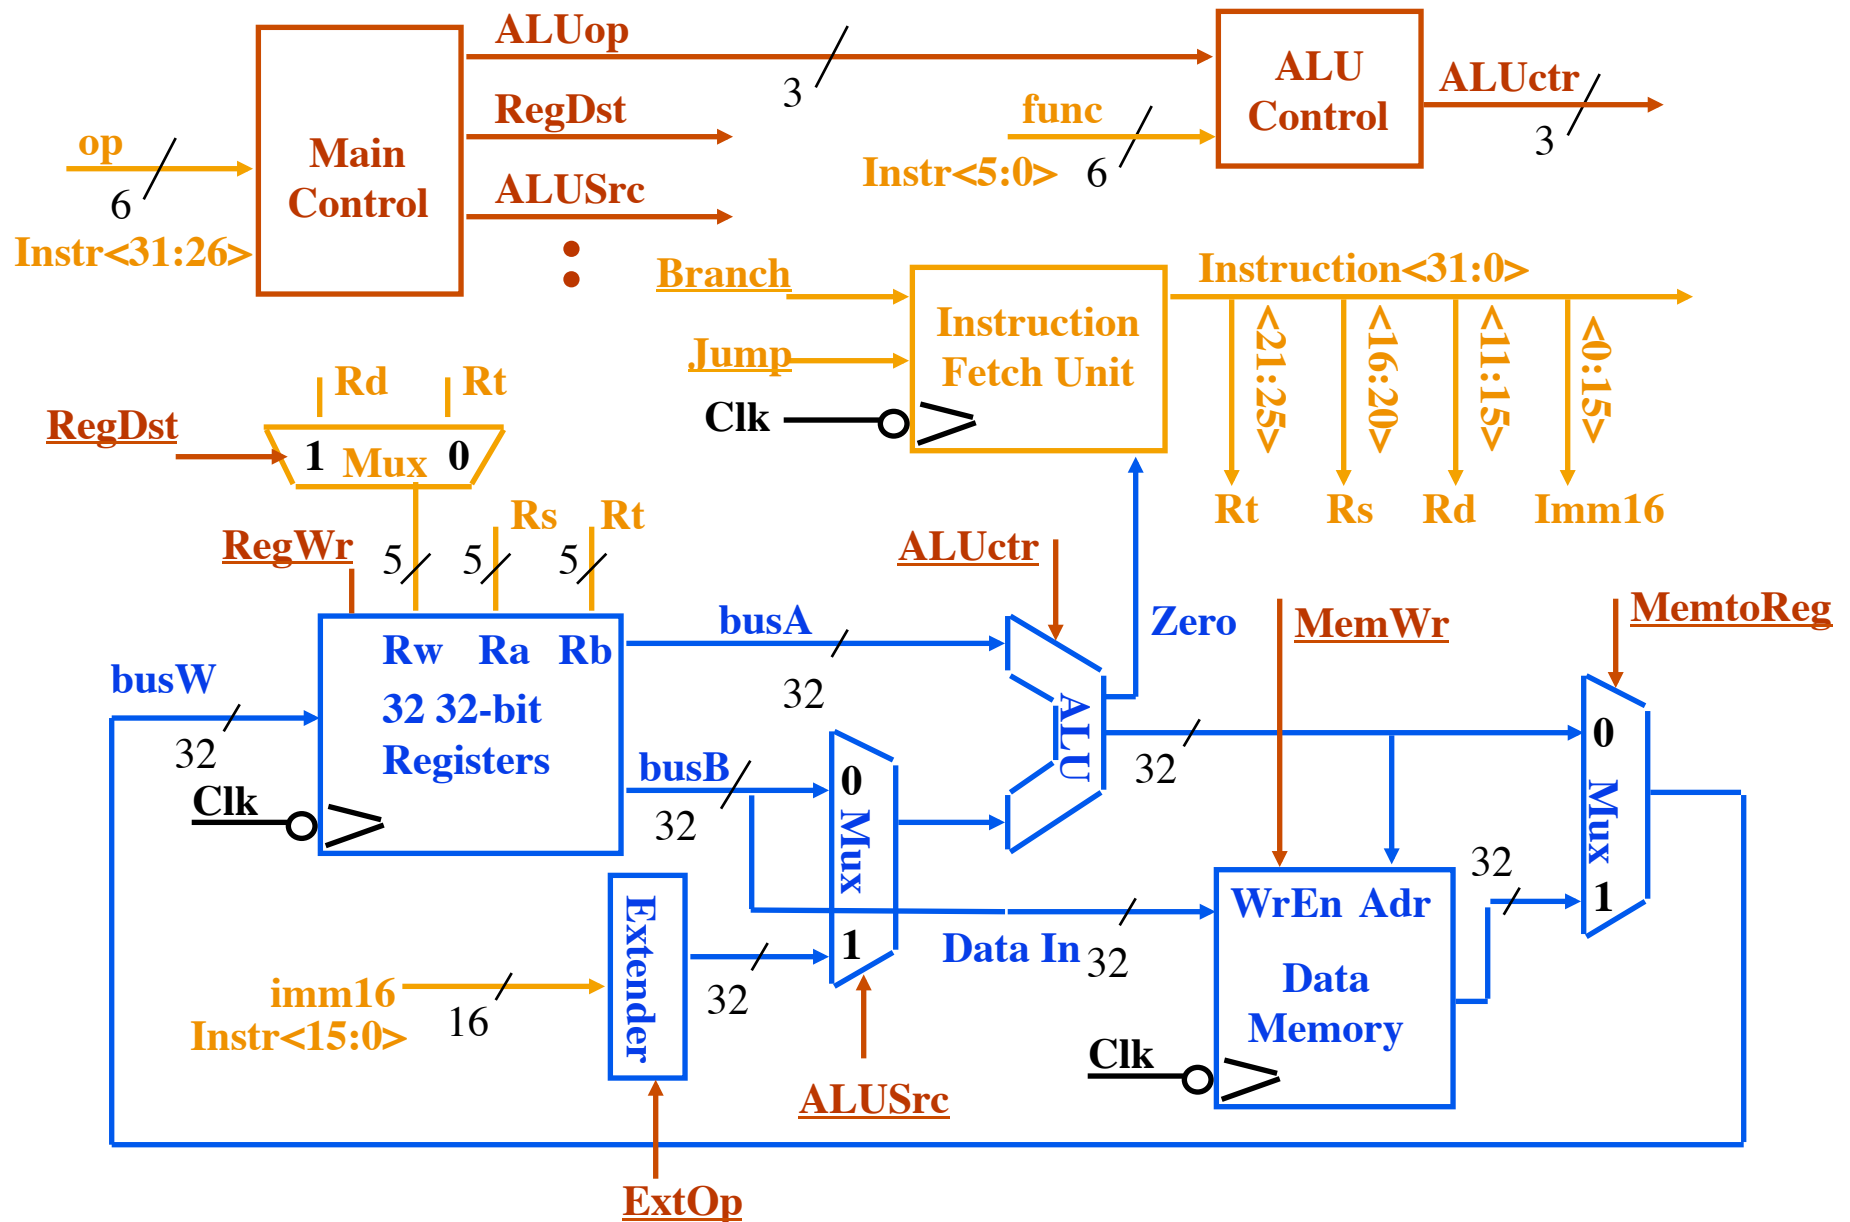 ALUop
3
RegDst
ALUSrc
op
6
Instr<31:26>
Main
Control
func
Instr<5:0>
6
ALU
Control
ALUctr
3
Branch
Jump
Clk
Instruction
Fetch Unit
Instruction<31:0>
<21:25>
<16:20>
<11:15>
<0:15>
Rt
Rs
Rd
Imm16
Rd
Rt
RegDst
1
Mux
0
RegWr
5
5
Rs
5
Rt
busW
32
Rw
Ra
Rb
32 32-bit
Registers
Clk
busA
32
busB
32
ALUctr
ALU
Zero
32
0
Mux
1
Extender
imm16
Instr<15:0>
16
32
ALUSrc
ExtOp
Data In
32
MemWr
WrEn
Adr
Data
Memory
Clk
32
MemtoReg
0
Mux
1